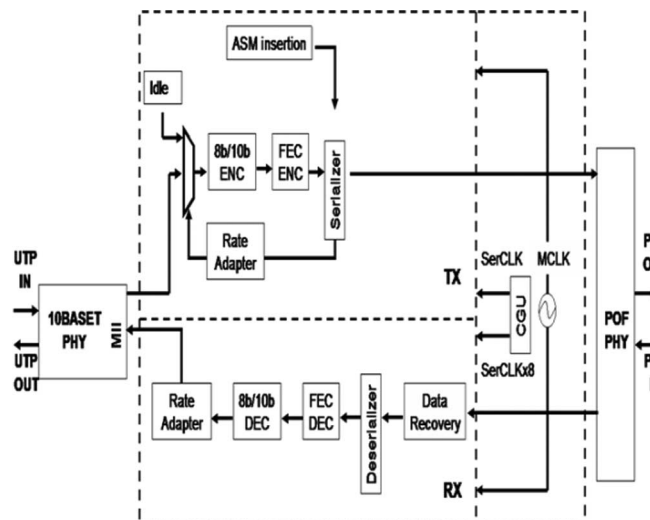 ASM insertion
Idle
8b/10b
ENC
FEC
ENC
Serializer
Rate
Adapter
UTP
IN
10BASET
PHY
MII
UTP
OUT
TX
SerCLK
MCLK
CGU
SerCLKx8
POF
PHY
P
O
P
Rate
Adapter
8b/10b
DEC
FEC
DEC
Deserializer
Data
Recovery
RX